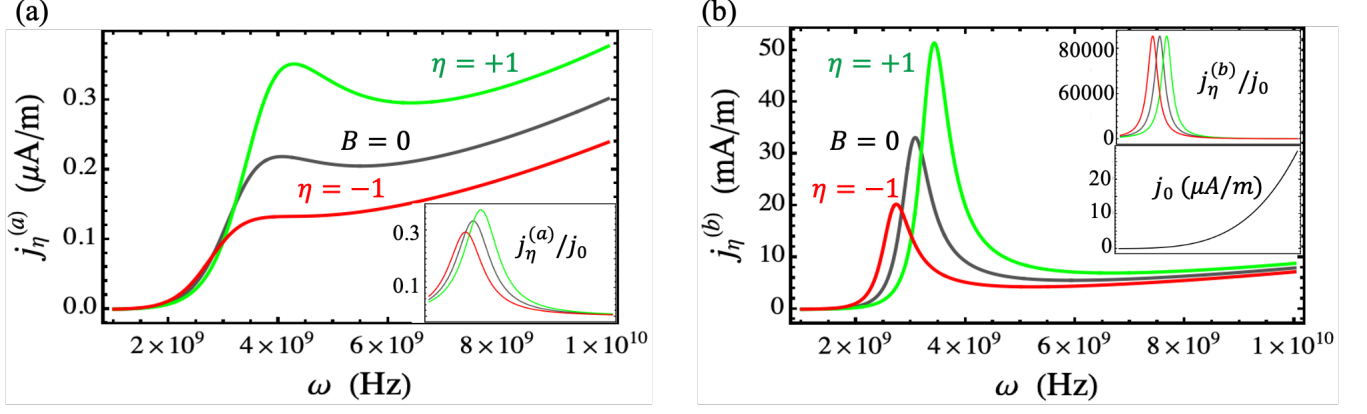 (a)
j_η^(a) (μA/m)
0.3
0.2
0.1
0.0
η = +1
B = 0
η = −1
0.3
0.1
j_η^(a)/j_0
2×10^9
4×10^9
6×10^9
8×10^9
1×10^10
ω (Hz)
(b)
j_η^(b) (mA/m)
50
40
30
20
10
0
η = +1
B = 0
η = −1
80000
60000
0
j_η^(b)/j_0
20
10
0
j_0 (μA/m)
2×10^9
4×10^9
6×10^9
8×10^9
1×10^10
ω (Hz)